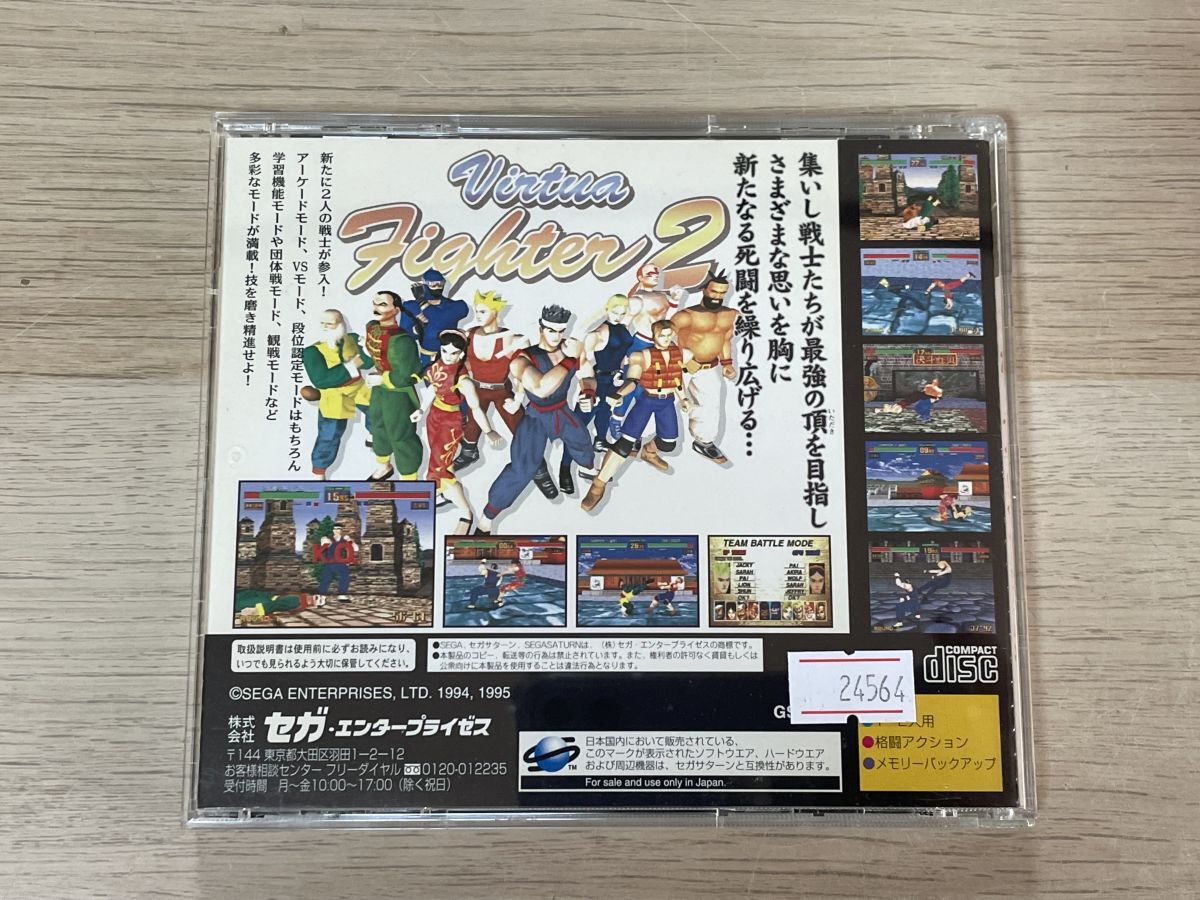 Virtua
Fighter 2
集いし戦士たちが最強の頂を目指し
いただき
さまざまな思いを胸に
新たなる死闘を繰り広げる…
新たに2人の戦士が参入!
アーケードモード、VSモード、段位認定モードはもちろん
学習機能モードや団体戦モード、観戦モードなど
多彩なモードが満載!技を磨き精進せよ!
KO
TEAM BATTLE MODE
JACKY
SARAH
PAI
LION
SHUN
PAI
AKIRA
WOLF
SARAH
JEFFRY
取扱説明書は使用前に必ずお読みになり、
いつでも見られるよう大切に保管してください。
●SEGA、セガサターン、SEGASATURNは、(株)セガ・エンタープライゼスの商標です。
●本製品のコピー、転送等の行為は禁止されています。また、権利者の許可なく賃貸もしくは
公衆向けに本製品を使用することは違法行為となります。
COMPACT
disc
24564
GS
©SEGA ENTERPRISES, LTD. 1994, 1995
株式会社 セガ・エンタープライゼス
〒144 東京都大田区羽田1-2-12
お客様相談センター フリーダイヤル 0120-012235
受付時間 月〜金10:00〜17:00(除く祝日)
日本国内において販売されている、
このマークが表示されたソフトウエア、ハードウエア
および周辺機器は、セガサターンと互換性があります。
For sale and use only in Japan.
TM
人用
●格闘アクション
●メモリーバックアップ